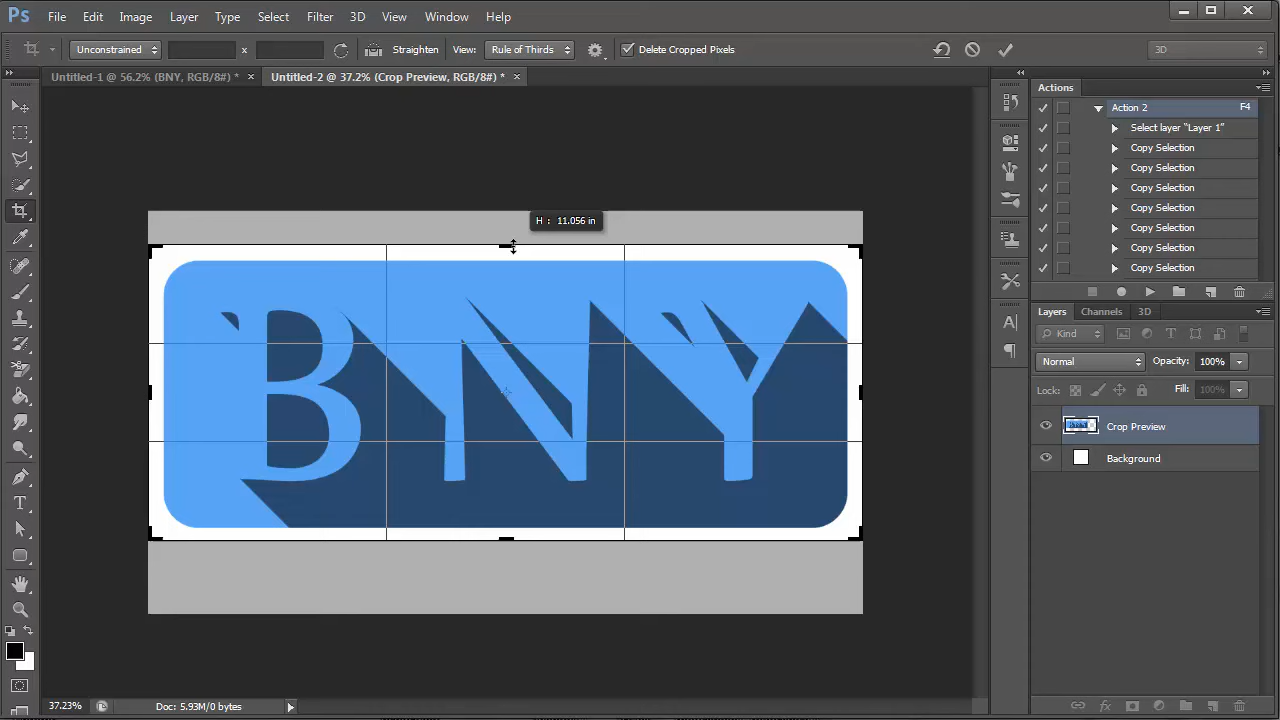 Ps File Edit Image Layer Type Select Filter 3D View Window Help
Unconstrained x Straighten View: Rule of Thirds Delete Cropped Pixels 3D
Untitled-1 @ 56.2% (BNY, RGB/8#) * × Untitled-2 @ 37.2% (Crop Preview, RGB/8#) * ×
Actions
Action 2 F4
Select layer "Layer 1"
Copy Selection
Copy Selection
Copy Selection
Copy Selection
Copy Selection
Copy Selection
Copy Selection
H : 11.056 in
BNY
Layers Channels 3D
Kind
Normal Opacity: 100%
Lock: Fill: 100%
Crop Preview
Background
37.23% Doc: 5.93M/0 bytes